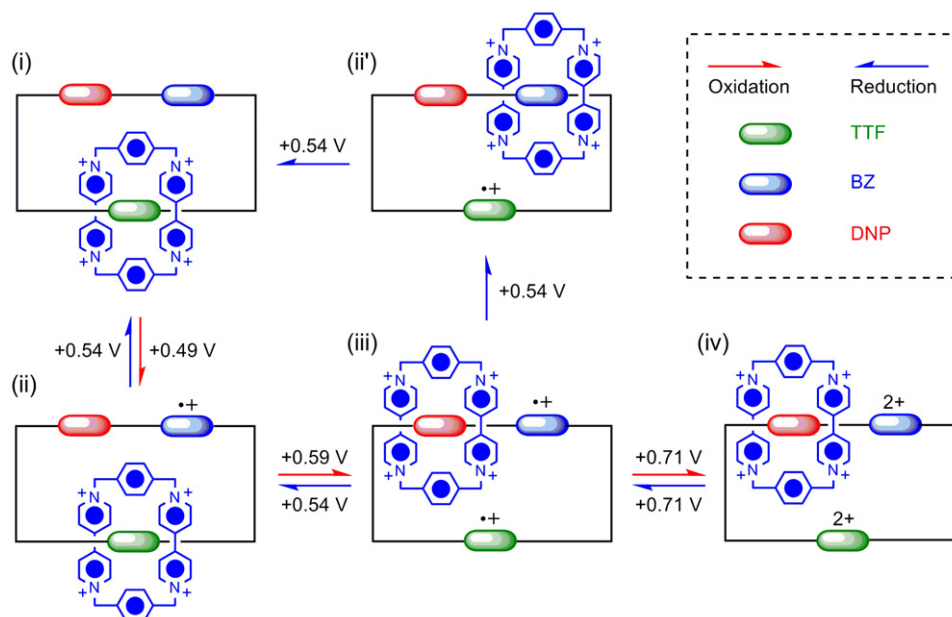 (i)
(ii')
+0.54 V
•+
Oxidation
Reduction
TTF
BZ
DNP
N
+
N
+
N
+
N
+
N
+
N
+
N
+
N
+
+0.54 V
+0.49 V
+0.54 V
(ii)
(iii)
(iv)
•+
N
+
N
+
N
+
N
+
+0.59 V
+0.54 V
•+
•+
N
+
N
+
N
+
N
+
+0.71 V
+0.71 V
2+
2+
N
+
N
+
N
+
N
+